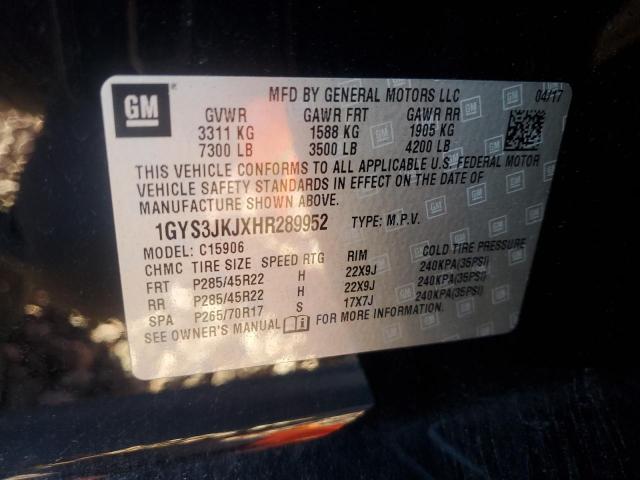 GM
MFD BY GENERAL MOTORS LLC 04/17
GVWR GAWR FRT GAWR RR
3311 KG 1588 KG 1905 KG
7300 LB 3500 LB 4200 LB
THIS VEHICLE CONFORMS TO ALL APPLICABLE U.S. FEDERAL MOTOR
VEHICLE SAFETY STANDARDS IN EFFECT ON THE DATE OF
MANUFACTURE SHOWN ABOVE.
1GYS3JKJXHR289952 TYPE: M.P.V.
MODEL: C15906
CHMC TIRE SIZE SPEED RTG RIM COLD TIRE PRESSURE
FRT P285/45R22 H 22X9J 240KPA(35PSI)
RR P285/45R22 H 22X9J 240KPA(35PSI)
SPA P265/70R17 S 17X7J 240KPA(35PSI)
SEE OWNER'S MANUAL